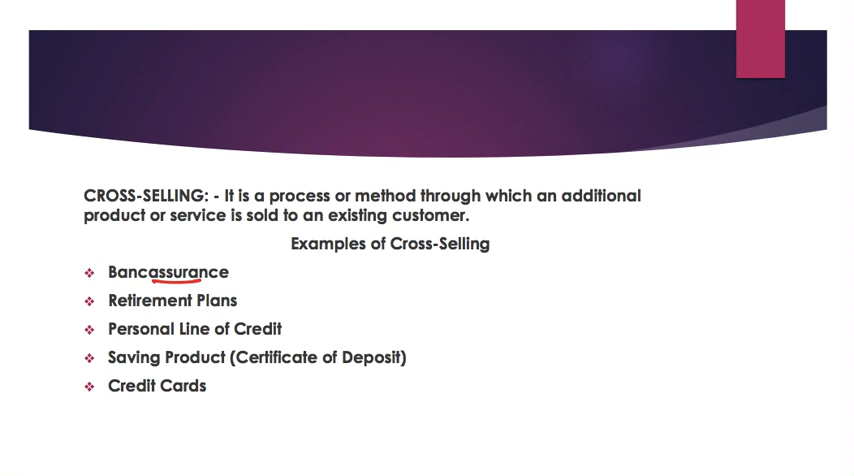 CROSS-SELLING: - It is a process or method through which an additional
product or service is sold to an existing customer.
Examples of Cross-Selling
Bancassurance
Retirement Plans
Personal Line of Credit
Saving Product (Certificate of Deposit)
Credit Cards